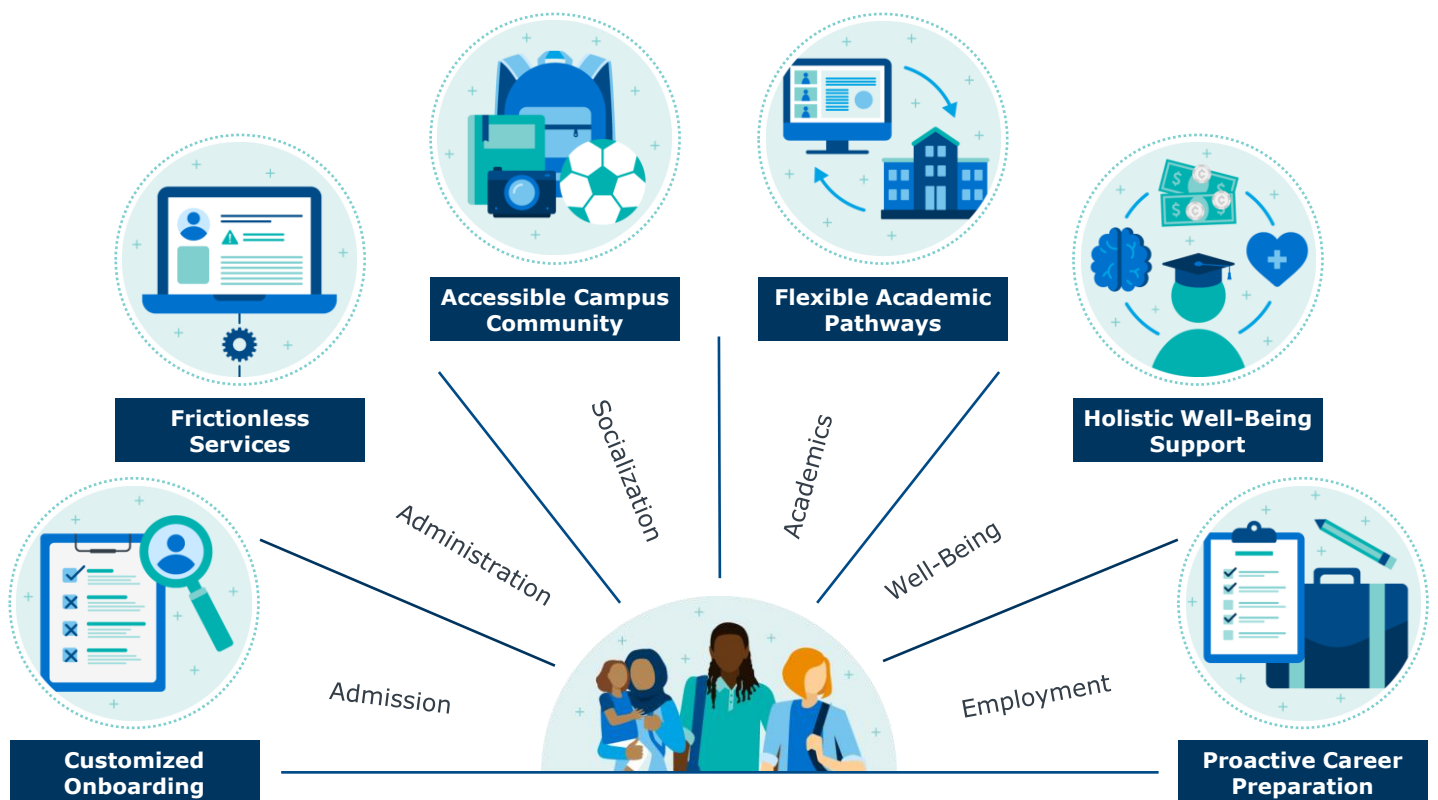 Accessible Campus
Community
Flexible Academic
Pathways
Frictionless
Services
Holistic Well-Being
Support
Socialization
Academics
Administration
Well-Being
Admission
Employment
Customized
Onboarding
Proactive Career
Preparation